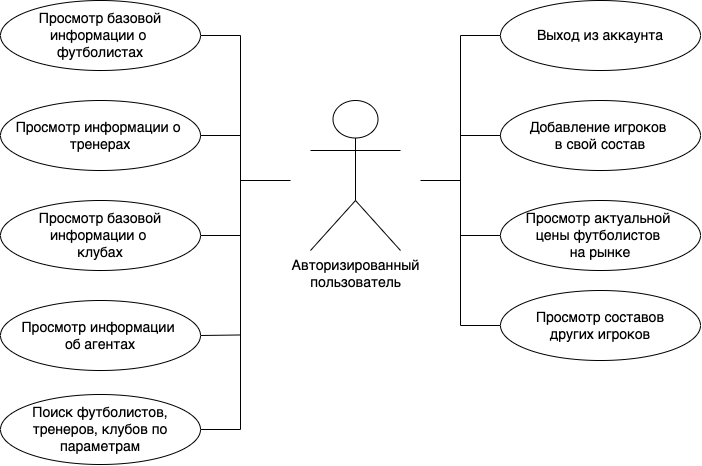 Просмотр базовой
информации о
футболистах
Просмотр информации о
тренерах
Просмотр базовой
информации о
клубах
Просмотр информации
об агентах
Поиск футболистов,
тренеров, клубов по
параметрам
Авторизированный
пользователь
Выход из аккаунта
Добавление игроков
в свой состав
Просмотр актуальной
цены футболистов
на рынке
Просмотр составов
других игроков